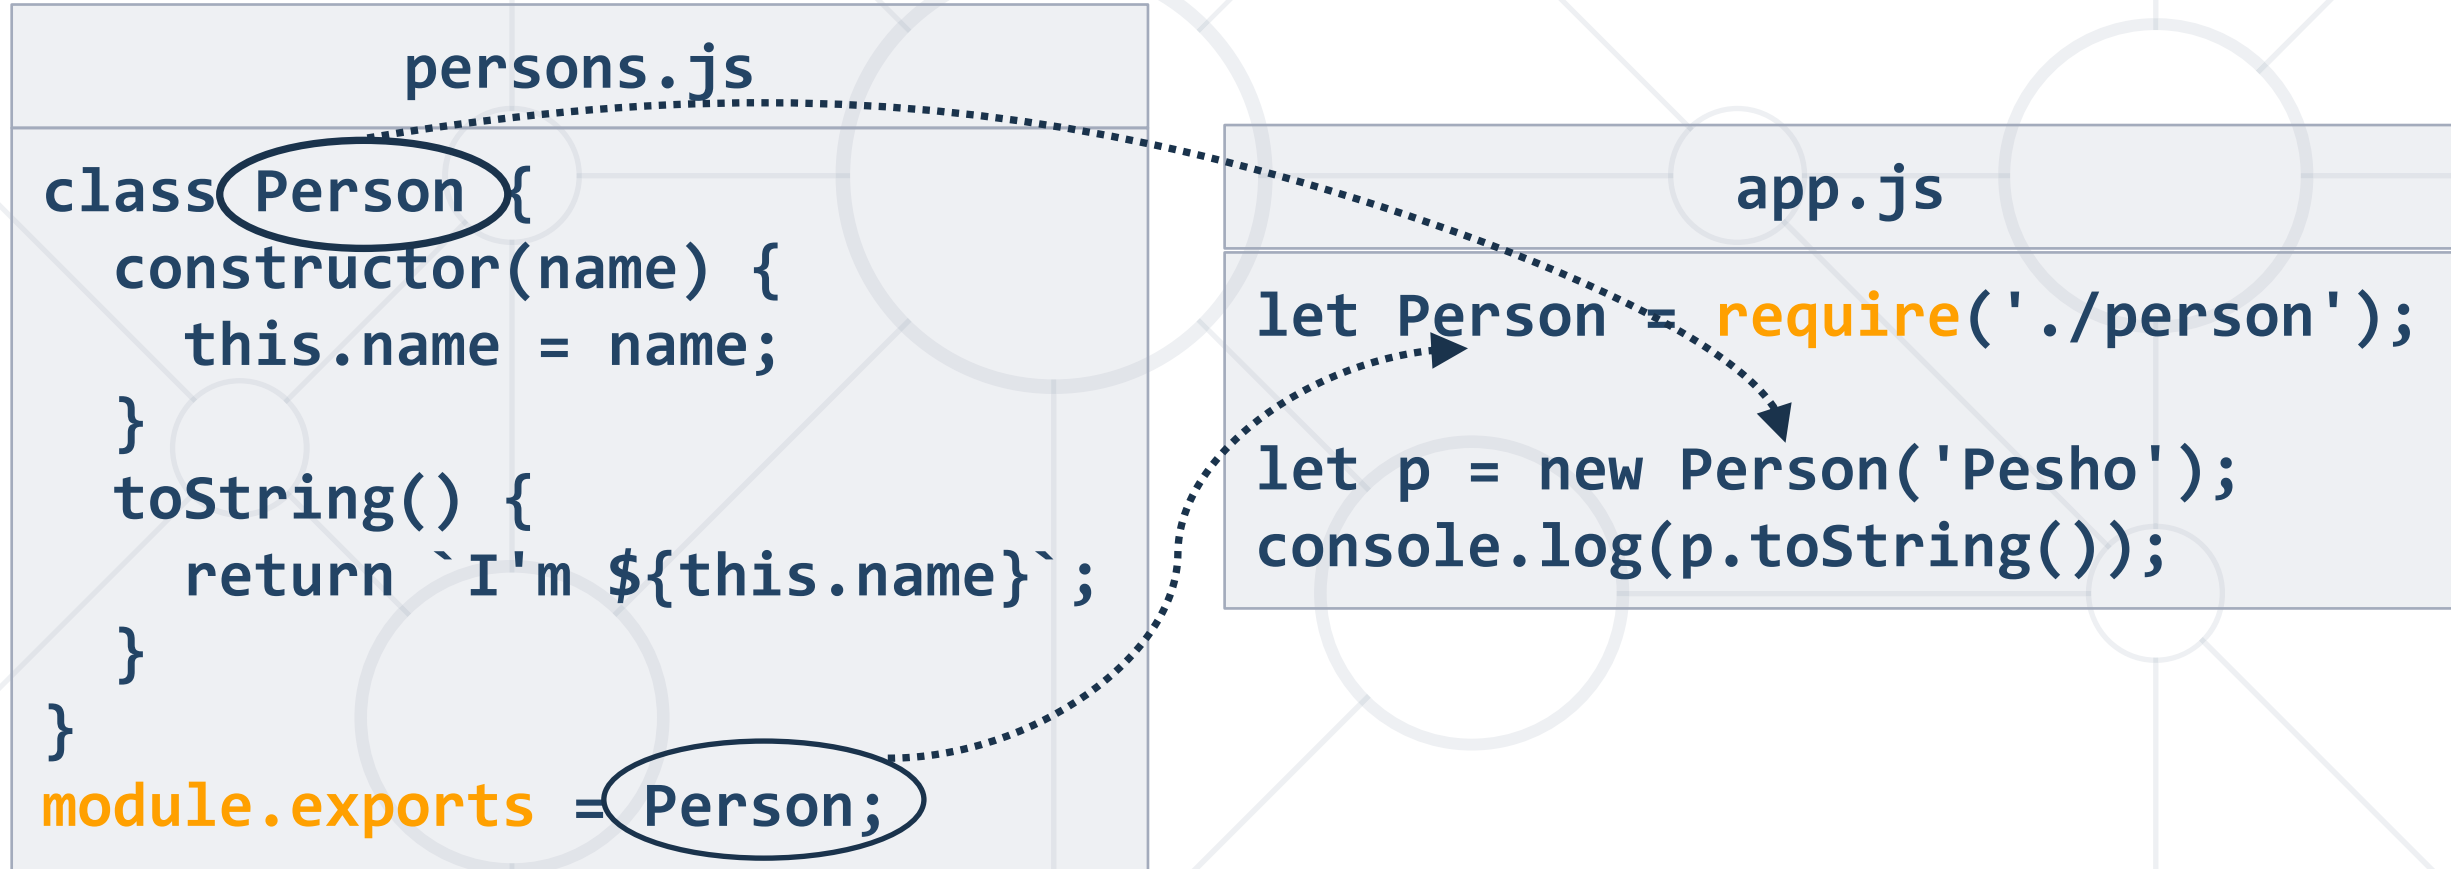 persons.js
class Person {
constructor(name) {
this.name = name;
}
toString() {
return `I'm ${this.name}`;
}
}
module.exports = Person;
app.js
let Person = require('./person');
let p = new Person('Pesho');
console.log(p.toString());